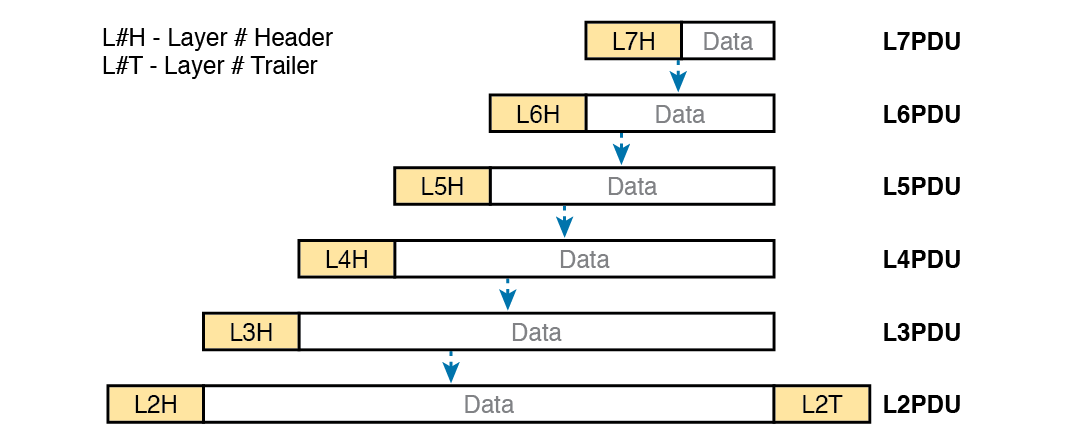 L#H - Layer # Header
L#T - Layer # Trailer
L7H Data L7PDU
L6H Data L6PDU
L5H Data L5PDU
L4H Data L4PDU
L3H Data L3PDU
L2H Data L2T L2PDU